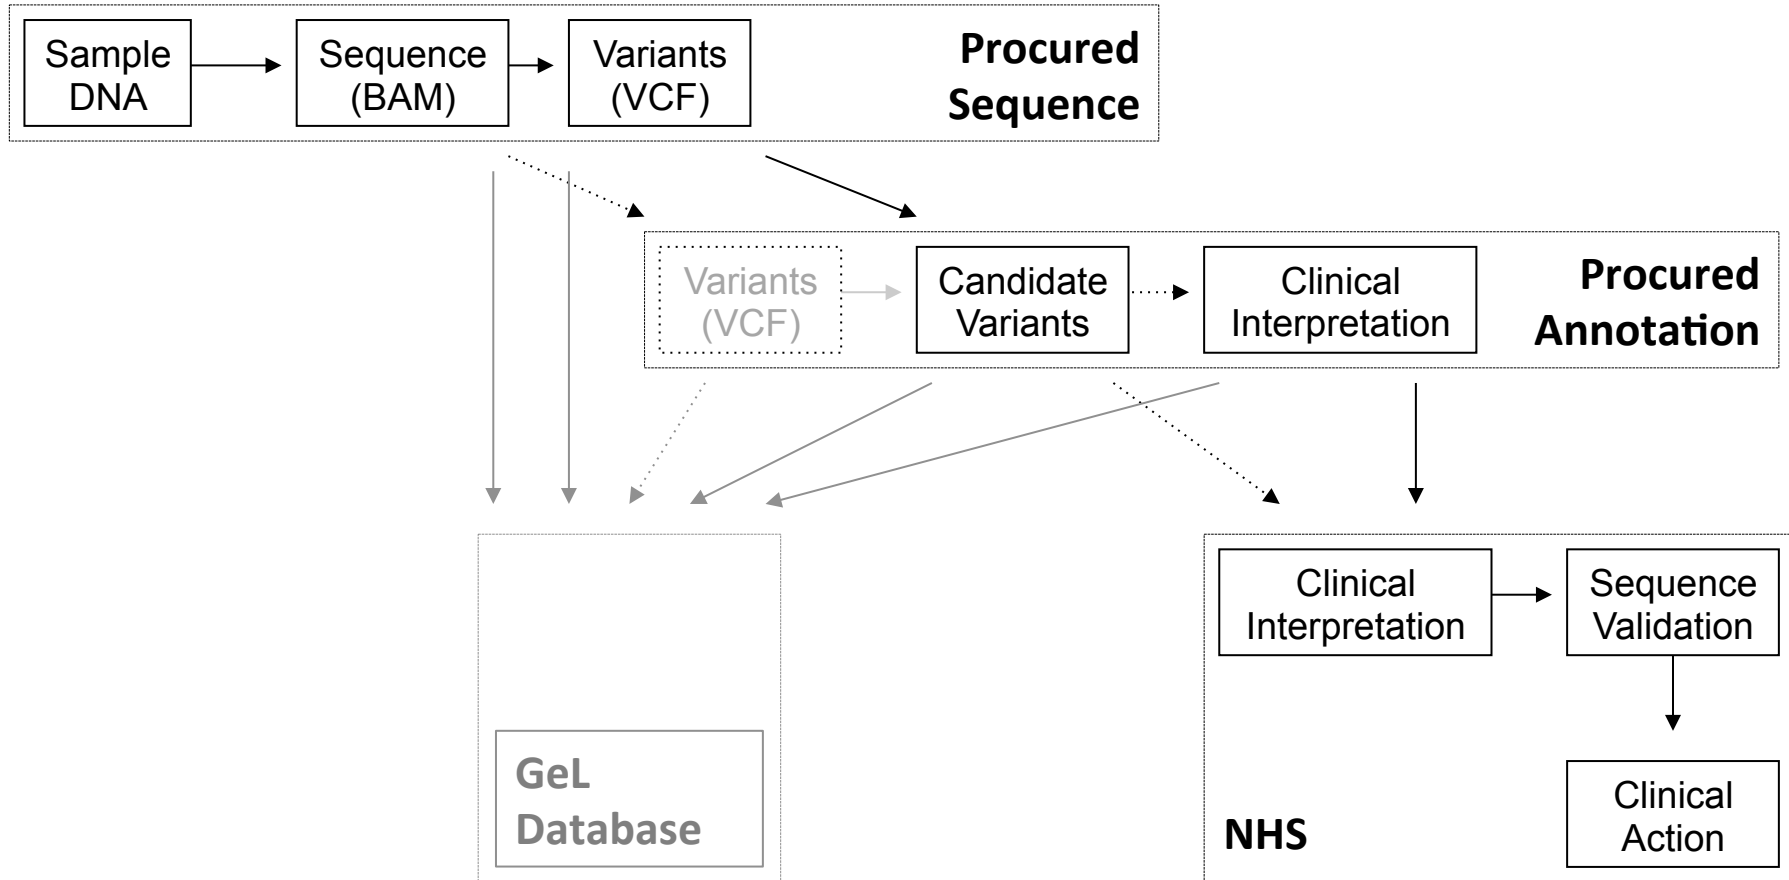 Sample
DNA
Sequence
(BAM)
Variants
(VCF)
Procured
Sequence
Variants
(VCF)
Candidate
Variants
Clinical
Interpretation
Procured
Annotation
GeL
Database
Clinical
Interpretation
Sequence
Validation
Clinical
Action
NHS